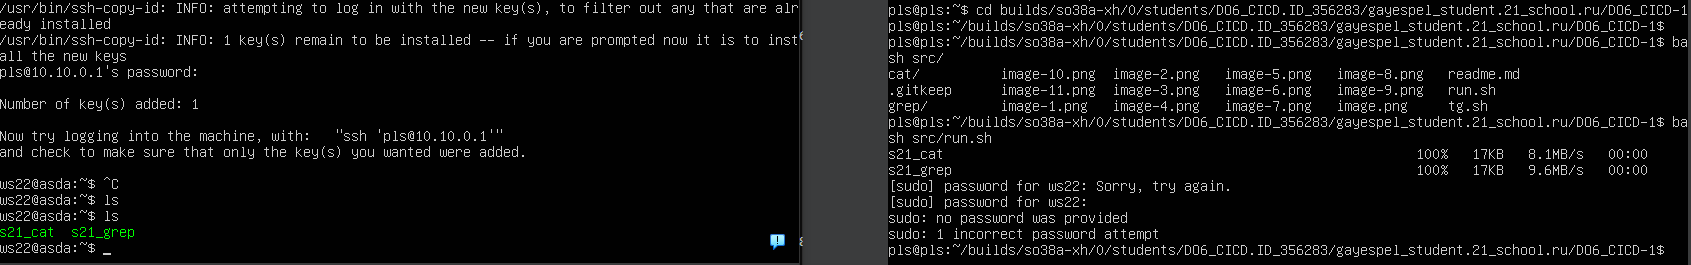 /usr/bin/ssh-copy-id: INFO: attempting to log in with the new key(s), to filter out any that are alr
eady installed
/usr/bin/ssh-copy-id: INFO: 1 key(s) remain to be installed -- if you are prompted now it is to inst
all the new keys
pls@10.10.0.1's password:
Number of key(s) added: 1
Now try logging into the machine, with:   "ssh 'pls@10.10.0.1'"
and check to make sure that only the key(s) you wanted were added.
ws22@asda:~$ ^C
ws22@asda:~$ ls
ws22@asda:~$ ls
s21_cat  s21_grep
ws22@asda:~$ _
pls@pls:~$ cd builds/so38a-xh/0/students/DO6_CICD.ID_356283/gayespel_student.21_school.ru/DO6_CICD-1
pls@pls:~/builds/so38a-xh/0/students/DO6_CICD.ID_356283/gayespel_student.21_school.ru/DO6_CICD-1$
pls@pls:~/builds/so38a-xh/0/students/DO6_CICD.ID_356283/gayespel_student.21_school.ru/DO6_CICD-1$ ba
sh src/
cat/          image-10.png  image-2.png   image-5.png   image-8.png   readme.md
.gitkeep      image-11.png  image-3.png   image-6.png   image-9.png   run.sh
grep/         image-1.png   image-4.png   image-7.png   image.png     tg.sh
pls@pls:~/builds/so38a-xh/0/students/DO6_CICD.ID_356283/gayespel_student.21_school.ru/DO6_CICD-1$ ba
sh src/run.sh
s21_cat                                                           100%   17KB   8.1MB/s   00:00
s21_grep                                                          100%   17KB   9.6MB/s   00:00
[sudo] password for ws22: Sorry, try again.
[sudo] password for ws22:
sudo: no password was provided
sudo: 1 incorrect password attempt
pls@pls:~/builds/so38a-xh/0/students/DO6_CICD.ID_356283/gayespel_student.21_school.ru/DO6_CICD-1$